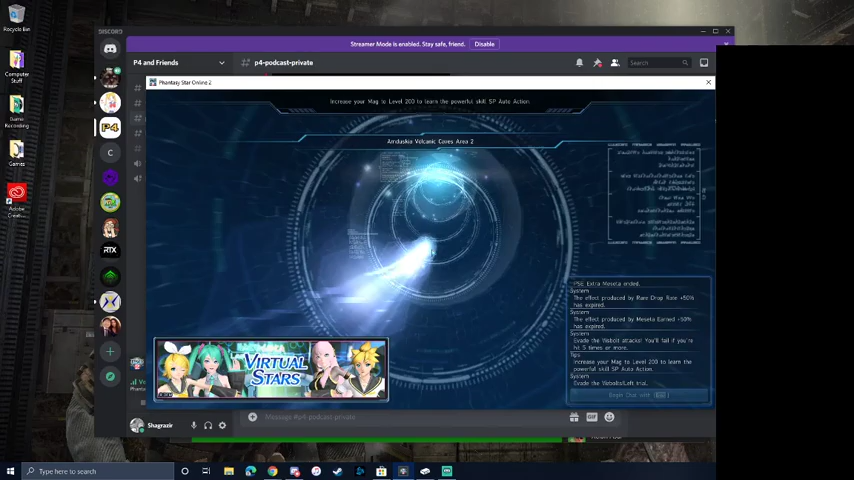 Recycle Bin
Computer Stuff
Game Recording
Games
Adobe Creat...
DISCORD
Streamer Mode is enabled. Stay safe, friend.
Disable
P4 and Friends
# p4-podcast-private
Search
Phantasy Star Online 2
Increase your Mag to Level 200 to learn the powerful skill SP Auto Action.
Amduskia Volcanic Caves Area 2
P4
C
RTX
VIRTUAL
STARS
PSE Extra Meseta ended.
System
The effect produced by Rare Drop Rate +50%
has expired.
System
The effect produced by Meseta Earned +50%
has expired.
System
Evade the Wabolt attacks! You'll fail if you're
hit 5 times or more.
Tips
Increase your Mag to Level 200 to learn the
powerful skill SP Auto Action.
System
Begin Chat with
Message #p4-podcast-private
GIF
Shagrazir
Type here to search